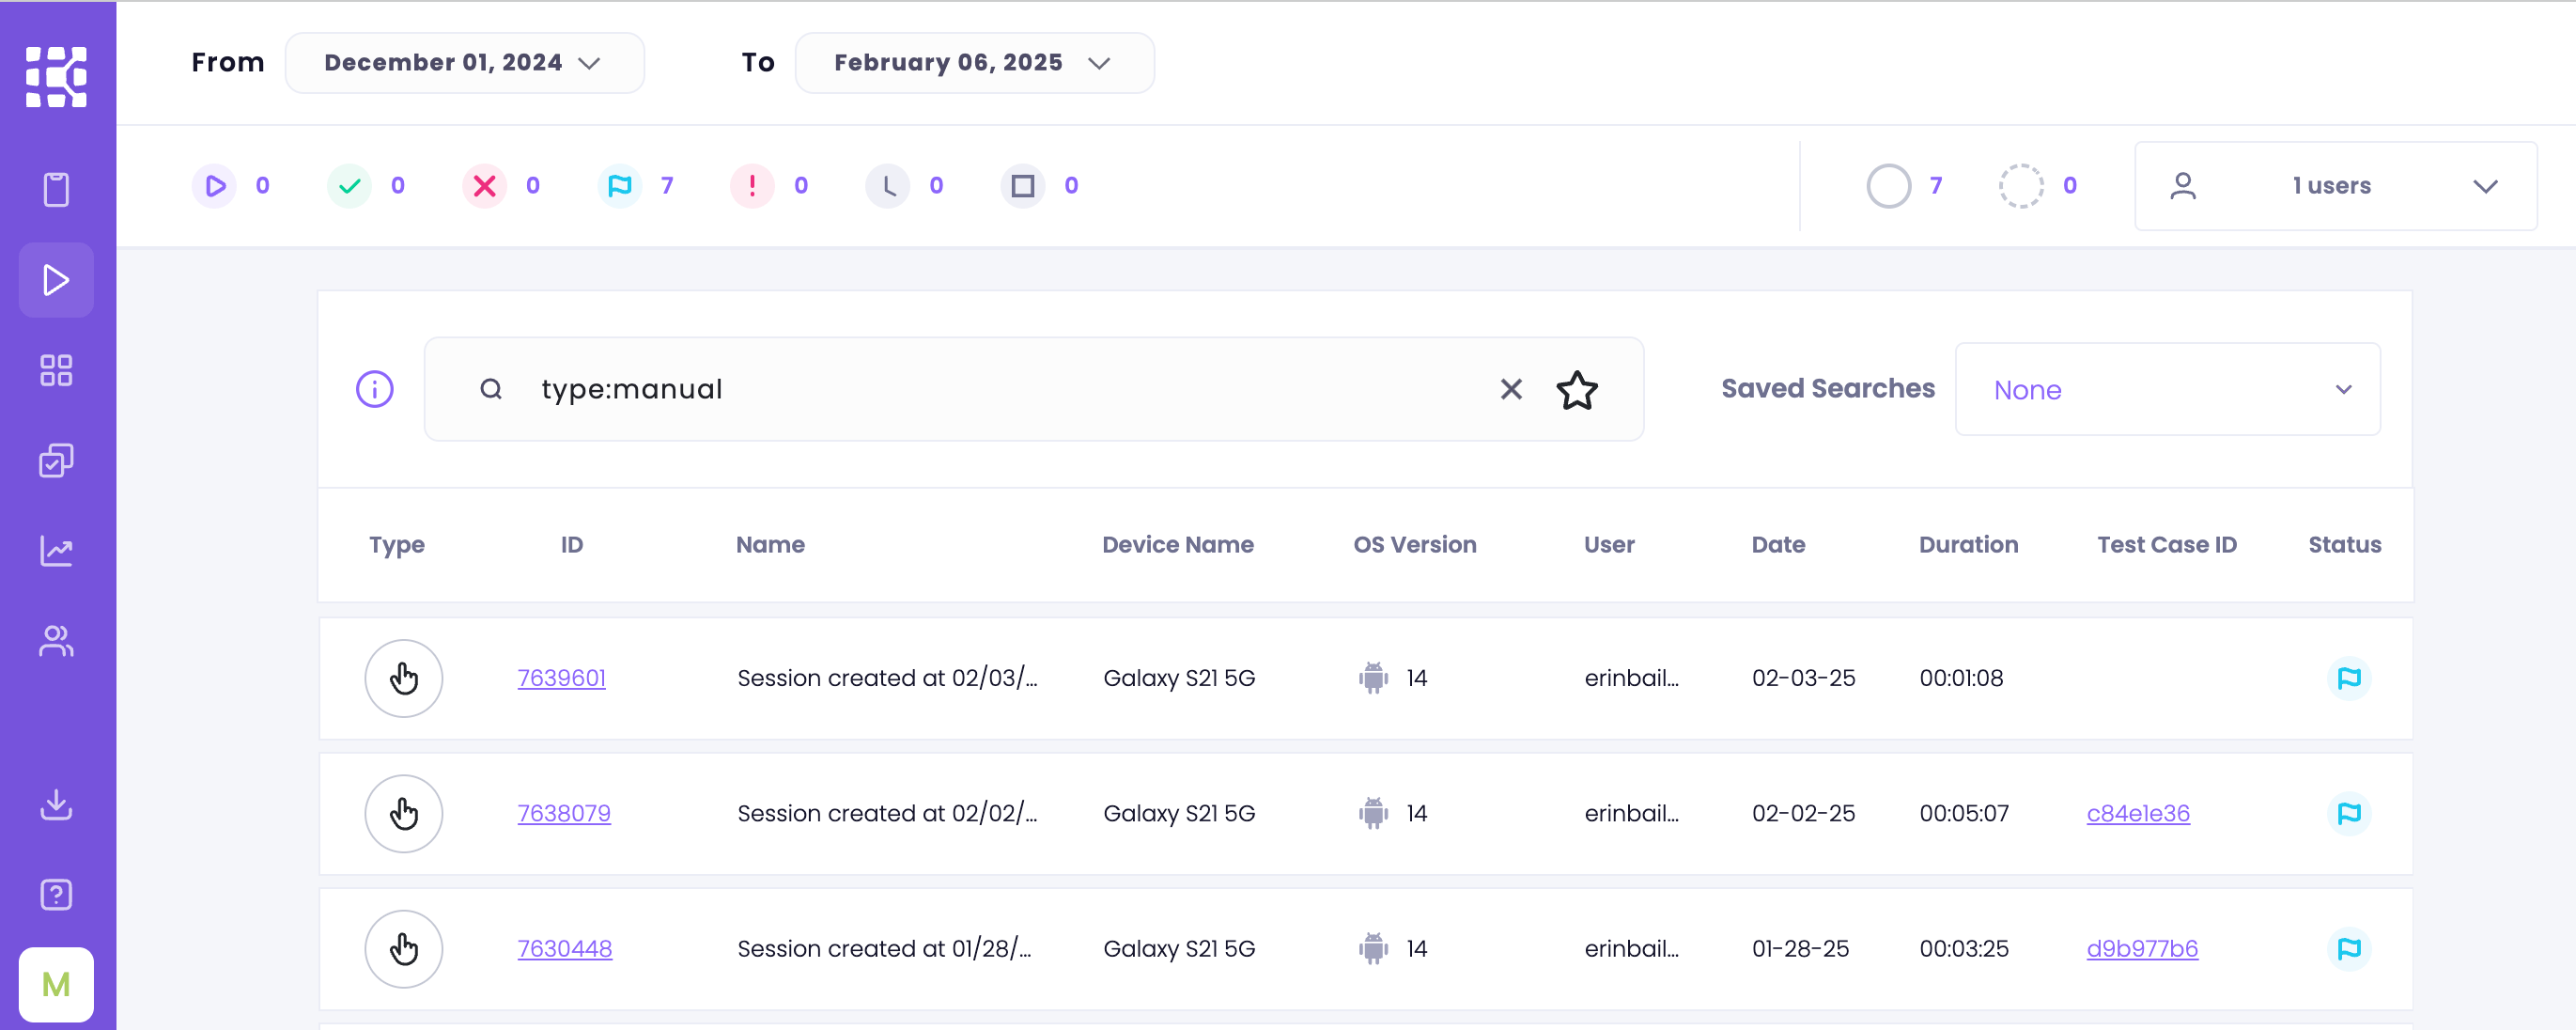 From December 01, 2024 To February 06, 2025
0 0 0 7 0 0 0 7 0 1 users
type:manual Saved Searches None
Type ID Name Device Name OS Version User Date Duration Test Case ID Status
7639601 Session created at 02/03/... Galaxy S21 5G 14 erinbail... 02-03-25 00:01:08
7638079 Session created at 02/02/... Galaxy S21 5G 14 erinbail... 02-02-25 00:05:07 c84e1e36
7630448 Session created at 01/28/... Galaxy S21 5G 14 erinbail... 01-28-25 00:03:25 d9b977b6
M